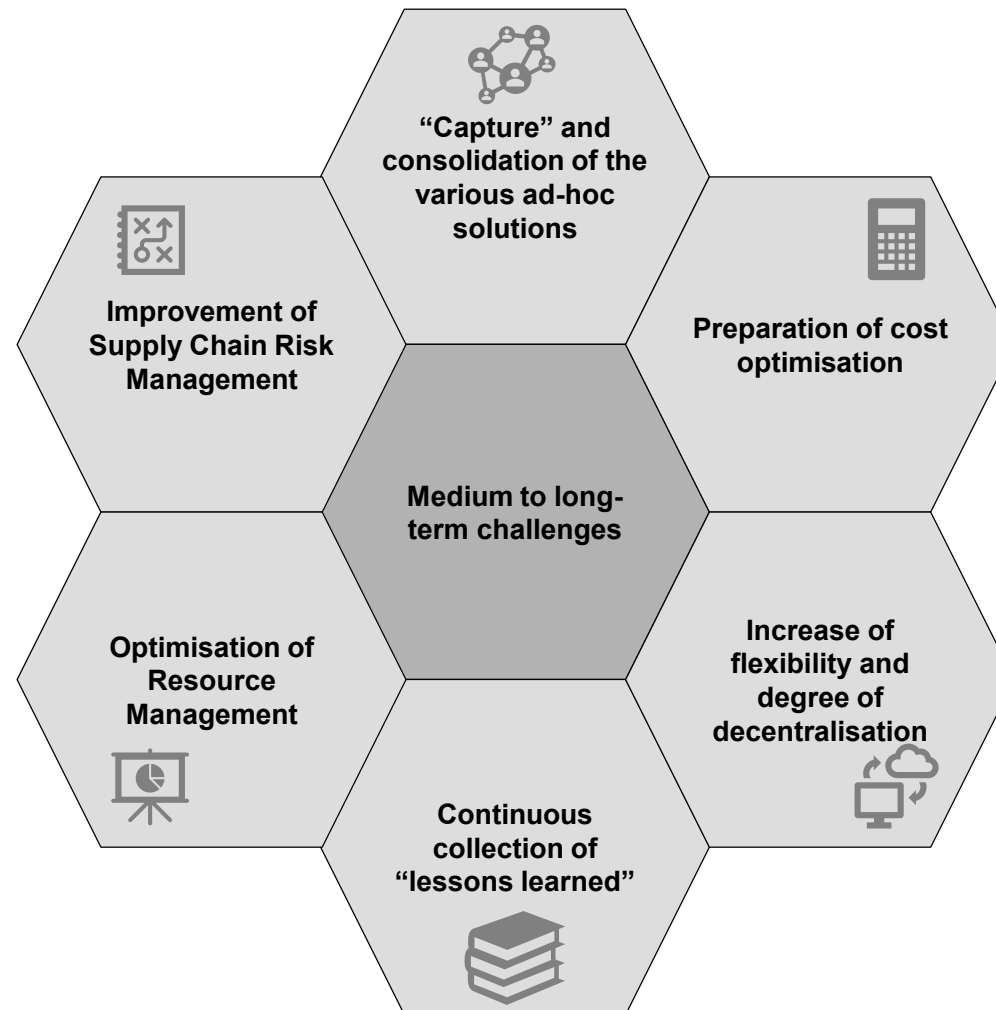 “Capture” and
consolidation of the
various ad-hoc
solutions
Improvement of
Supply Chain Risk
Management
Preparation of cost
optimisation
Medium to long-
term challenges
Optimisation of
Resource
Management
Increase of
flexibility and
degree of
decentralisation
Continuous
collection of
“lessons learned”